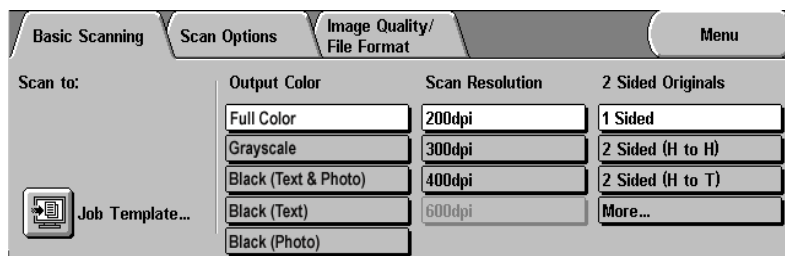 Basic Scanning
Scan Options
Image Quality/
File Format
Menu
Scan to:
Job Template...
Output Color
Full Color
Grayscale
Black (Text & Photo)
Black (Text)
Black (Photo)
Scan Resolution
200dpi
300dpi
400dpi
600dpi
2 Sided Originals
1 Sided
2 Sided (H to H)
2 Sided (H to T)
More...